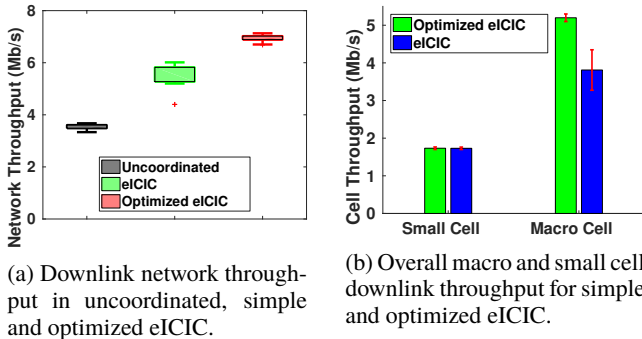 Network Throughput (Mb/s)
8
6
4
2
0
Uncoordinated
eICIC
Optimized eICIC
(a) Downlink network through-
put in uncoordinated, simple
and optimized eICIC.
Cell Throughput (Mb/s)
5
4
3
2
1
0
Optimized eICIC
eICIC
Small Cell
Macro Cell
(b) Overall macro and small cell
downlink throughput for simple
and optimized eICIC.